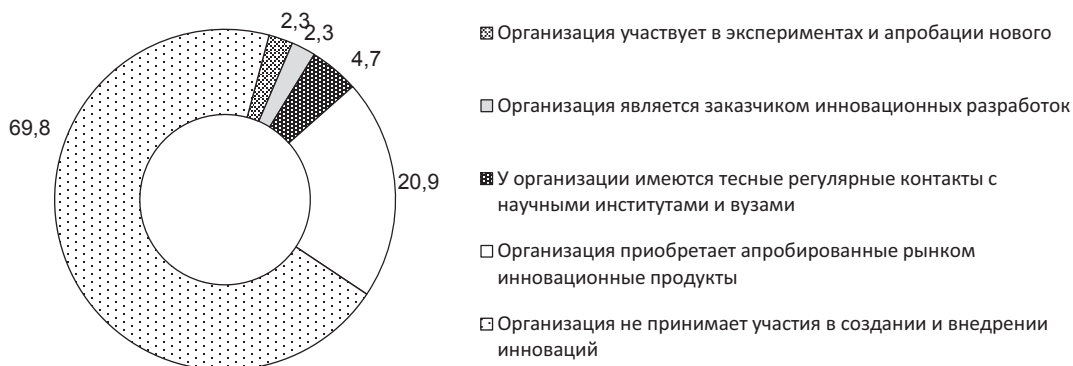 2,3
2,3
4,7
69,8
20,9
Организация участвует в экспериментах и апробации нового
Организация является заказчиком инновационных разработок
У организации имеются тесные регулярные контакты с
научными институтами и вузами
Организация приобретает апробированные рынком
инновационные продукты
Организация не принимает участия в создании и внедрении
инноваций